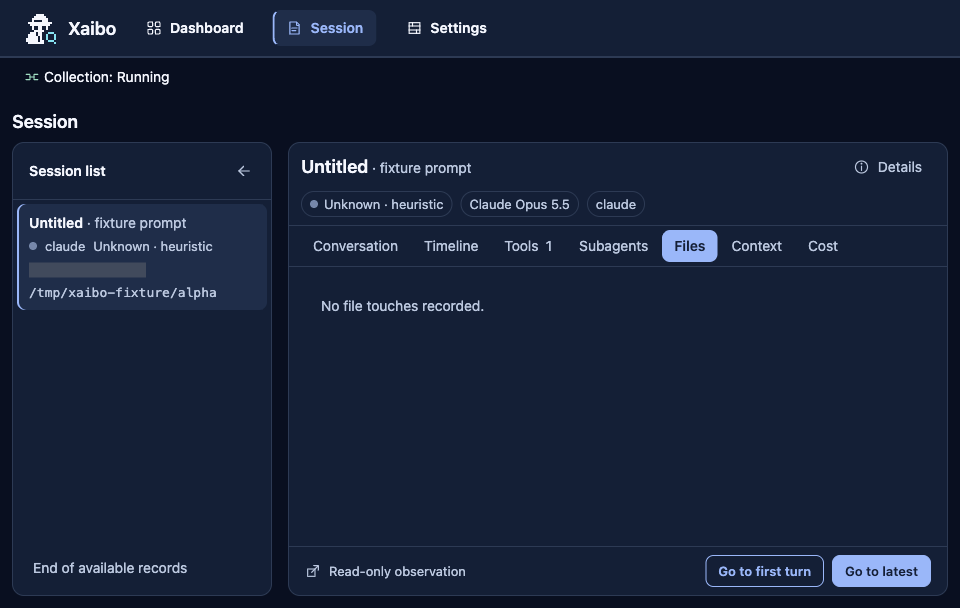 Xaibo
Dashboard
Session
Settings
Collection: Running
Session
Session list
Untitled · fixture prompt
claude Unknown · heuristic
/tmp/xaibo-fixture/alpha
End of available records
Untitled · fixture prompt
Details
Unknown · heuristic
Claude Opus 5.5
claude
Conversation
Timeline
Tools 1
Subagents
Files
Context
Cost
No file touches recorded.
Read-only observation
Go to first turn
Go to latest